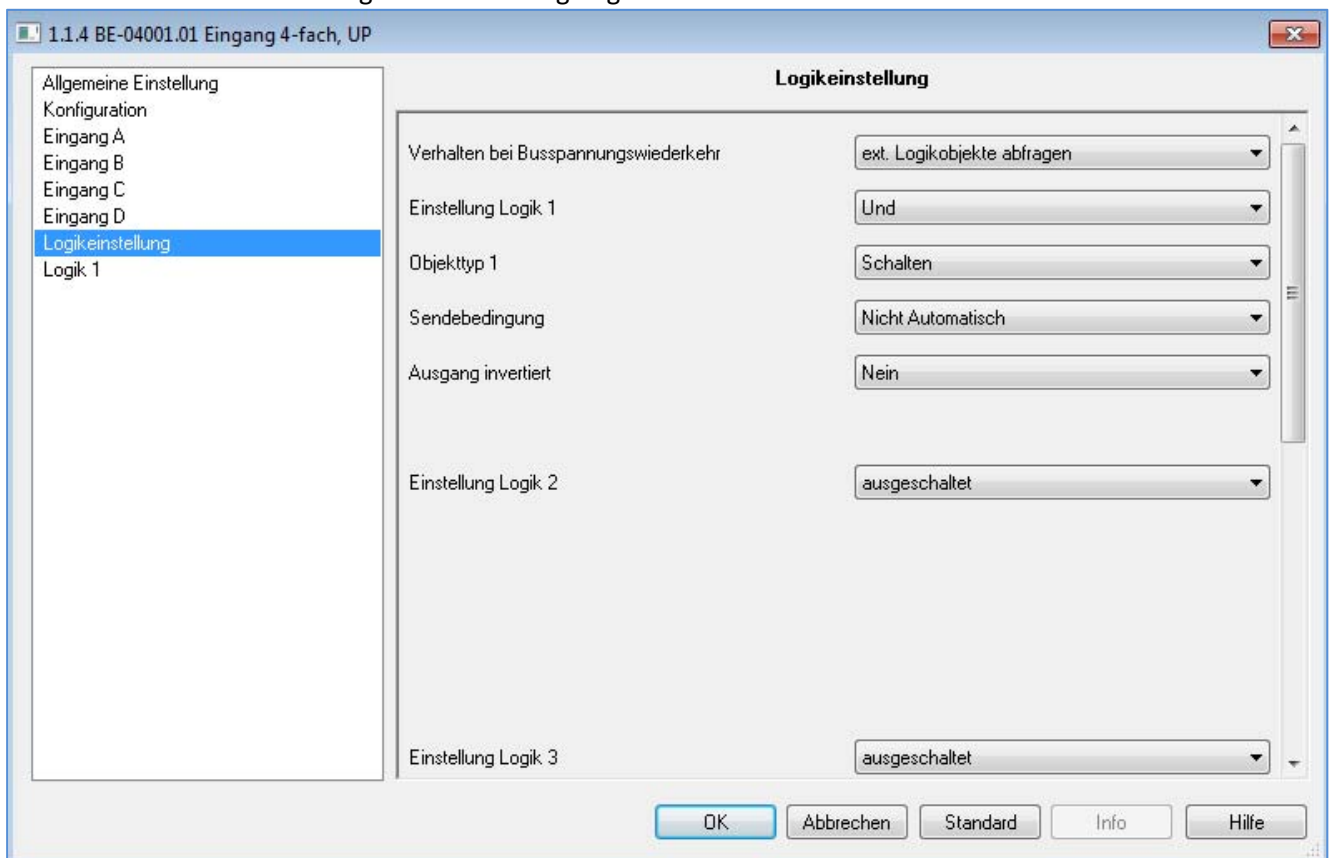 1.1.4 BE-04001.01 Eingang 4-fach, UP
Allgemeine Einstellung
Konfiguration
Eingang A
Eingang B
Eingang C
Eingang D
Logikeinstellung
Logik 1
Logikeinstellung
Verhalten bei Busspannungswiederkehr ext. Logikobjekte abfragen
Einstellung Logik 1 Und
Objekttyp 1 Schalten
Sendebedingung Nicht Automatisch
Ausgang invertiert Nein
Einstellung Logik 2 ausgeschaltet
Einstellung Logik 3 ausgeschaltet
OK Abbrechen Standard Info Hilfe